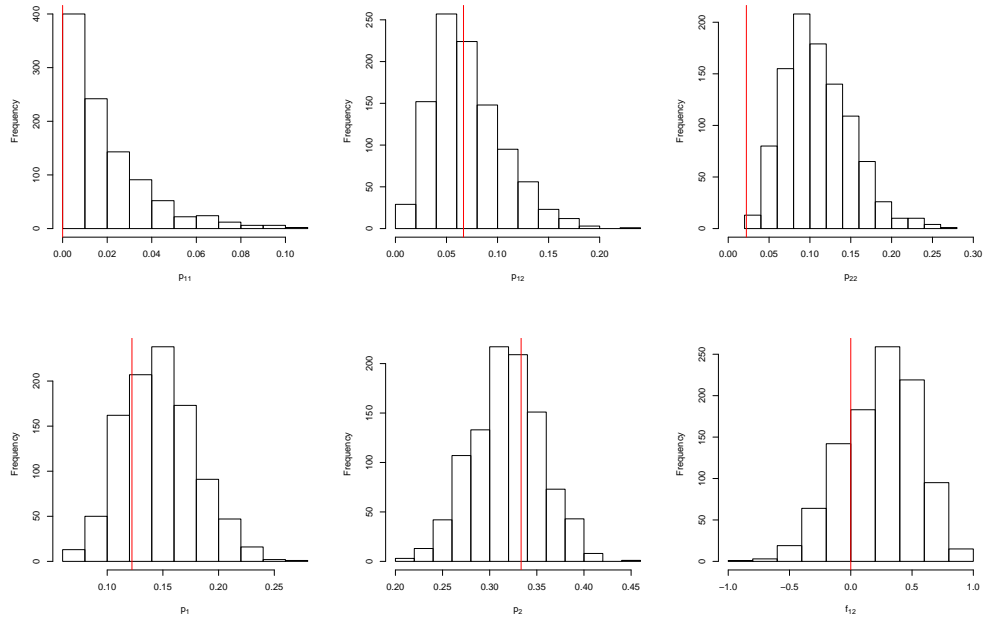 Frequency
0 100 200 300 400
0.00 0.02 0.04 0.06 0.08 0.10
p₁₁
Frequency
0 50 100 150 200 250
0.00 0.05 0.10 0.15 0.20
p₁₂
Frequency
0 50 100 150 200
0.00 0.05 0.10 0.15 0.20 0.25 0.30
p₂₂
Frequency
0 50 100 150 200
0.10 0.15 0.20 0.25
p₁
Frequency
0 50 100 150 200
0.20 0.25 0.30 0.35 0.40 0.45
p₂
Frequency
0 50 100 150 200 250
−1.0 −0.5 0.0 0.5 1.0
f₁₂